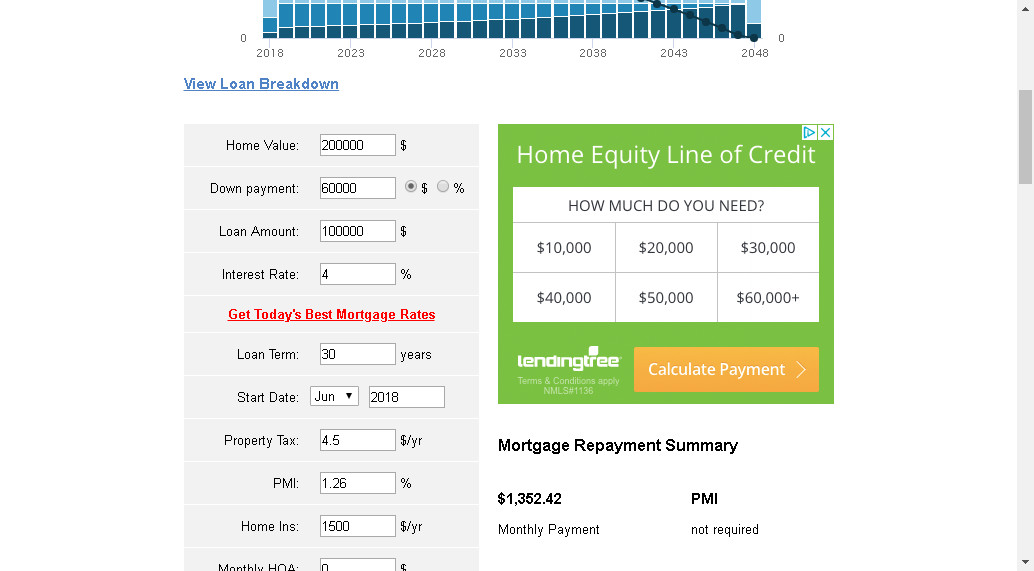 0 0
2018 2023 2028 2033 2038 2043 2048
View Loan Breakdown
Home Value: 200000 $
Down payment: 60000 $ %
Loan Amount: 100000 $
Interest Rate: 4 %
Get Today's Best Mortgage Rates
Loan Term: 30 years
Start Date: Jun 2018
Property Tax: 4.5 $/yr
PMI: 1.26 %
Home Ins: 1500 $/yr
Monthly HOA: 0 $
Home Equity Line of Credit
HOW MUCH DO YOU NEED?
$10,000 $20,000 $30,000
$40,000 $50,000 $60,000+
lendingtree
Terms & Conditions apply
NMLS#1136
Calculate Payment
Mortgage Repayment Summary
$1,352.42 PMI
Monthly Payment not required